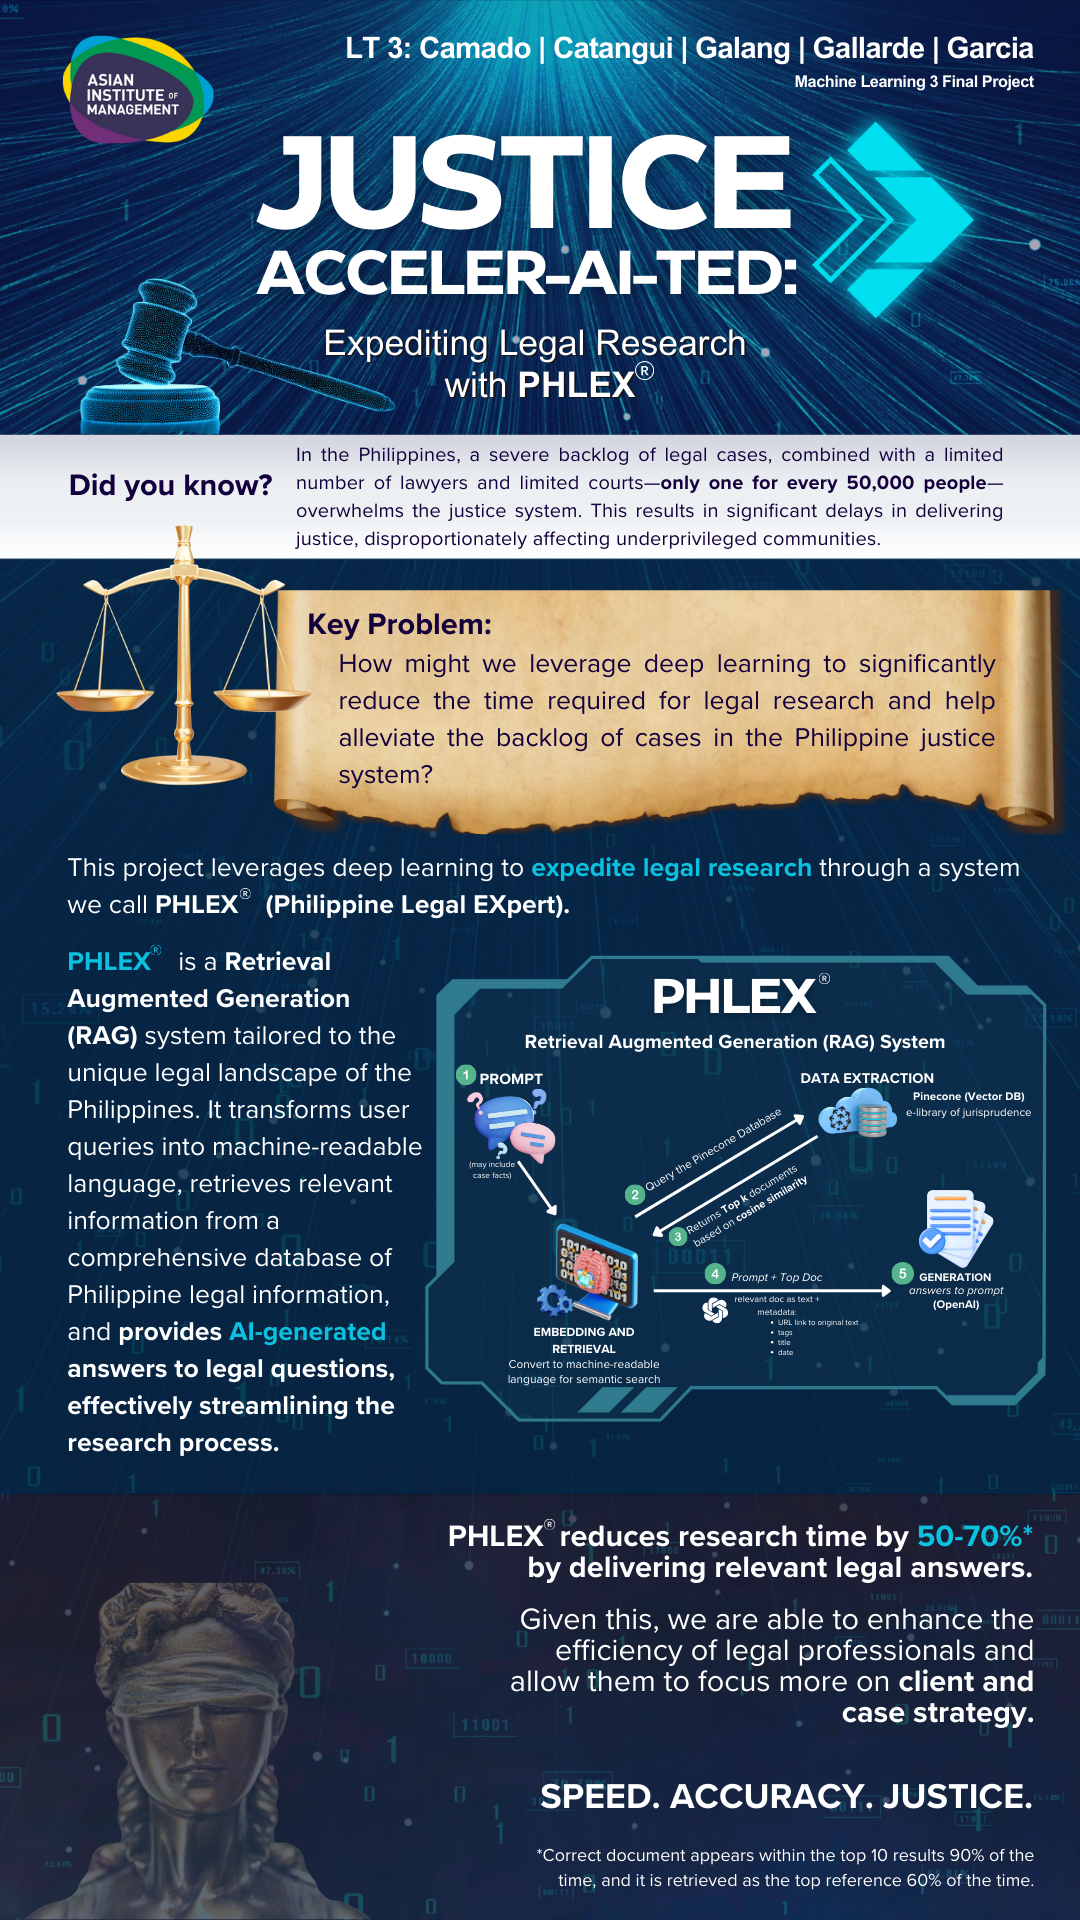 LT 3: Camado | Catangui | Galang | Gallarde | Garcia
Machine Learning 3 Final Project
ASIAN
INSTITUTE OF
MANAGEMENT
JUSTICE
ACCELER-AI-TED:
Expediting Legal Research
with PHLEX®
Did you know?
In the Philippines, a severe backlog of legal cases, combined with a limited
number of lawyers and limited courts—only one for every 50,000 people—
overwhelms the justice system. This results in significant delays in delivering
justice, disproportionately affecting underprivileged communities.
Key Problem:
How might we leverage deep learning to significantly
reduce the time required for legal research and help
alleviate the backlog of cases in the Philippine justice
system?
This project leverages deep learning to expedite legal research through a system
we call PHLEX® (Philippine Legal EXpert).
PHLEX® is a Retrieval
Augmented Generation
(RAG) system tailored to the
unique legal landscape of the
Philippines. It transforms user
queries into machine-readable
language, retrieves relevant
information from a
comprehensive database of
Philippine legal information,
and provides AI-generated
answers to legal questions,
effectively streamlining the
research process.
PHLEX®
Retrieval Augmented Generation (RAG) System
1 PROMPT
(may include
case facts)
DATA EXTRACTION
Pinecone (Vector DB)
e-library of jurisprudence
2 Query the Pinecone Database
3 Returns Top k documents
based on cosine similarity
EMBEDDING AND
RETRIEVAL
Convert to machine-readable
language for semantic search
4 Prompt + Top Doc
relevant doc as text +
metadata:
• URL link to original text
• tags
• title
• date
5 GENERATION
answers to prompt
(OpenAI)
PHLEX® reduces research time by 50-70%*
by delivering relevant legal answers.
Given this, we are able to enhance the
efficiency of legal professionals and
allow them to focus more on client and
case strategy.
SPEED. ACCURACY. JUSTICE.
*Correct document appears within the top 10 results 90% of the
time, and it is retrieved as the top reference 60% of the time.